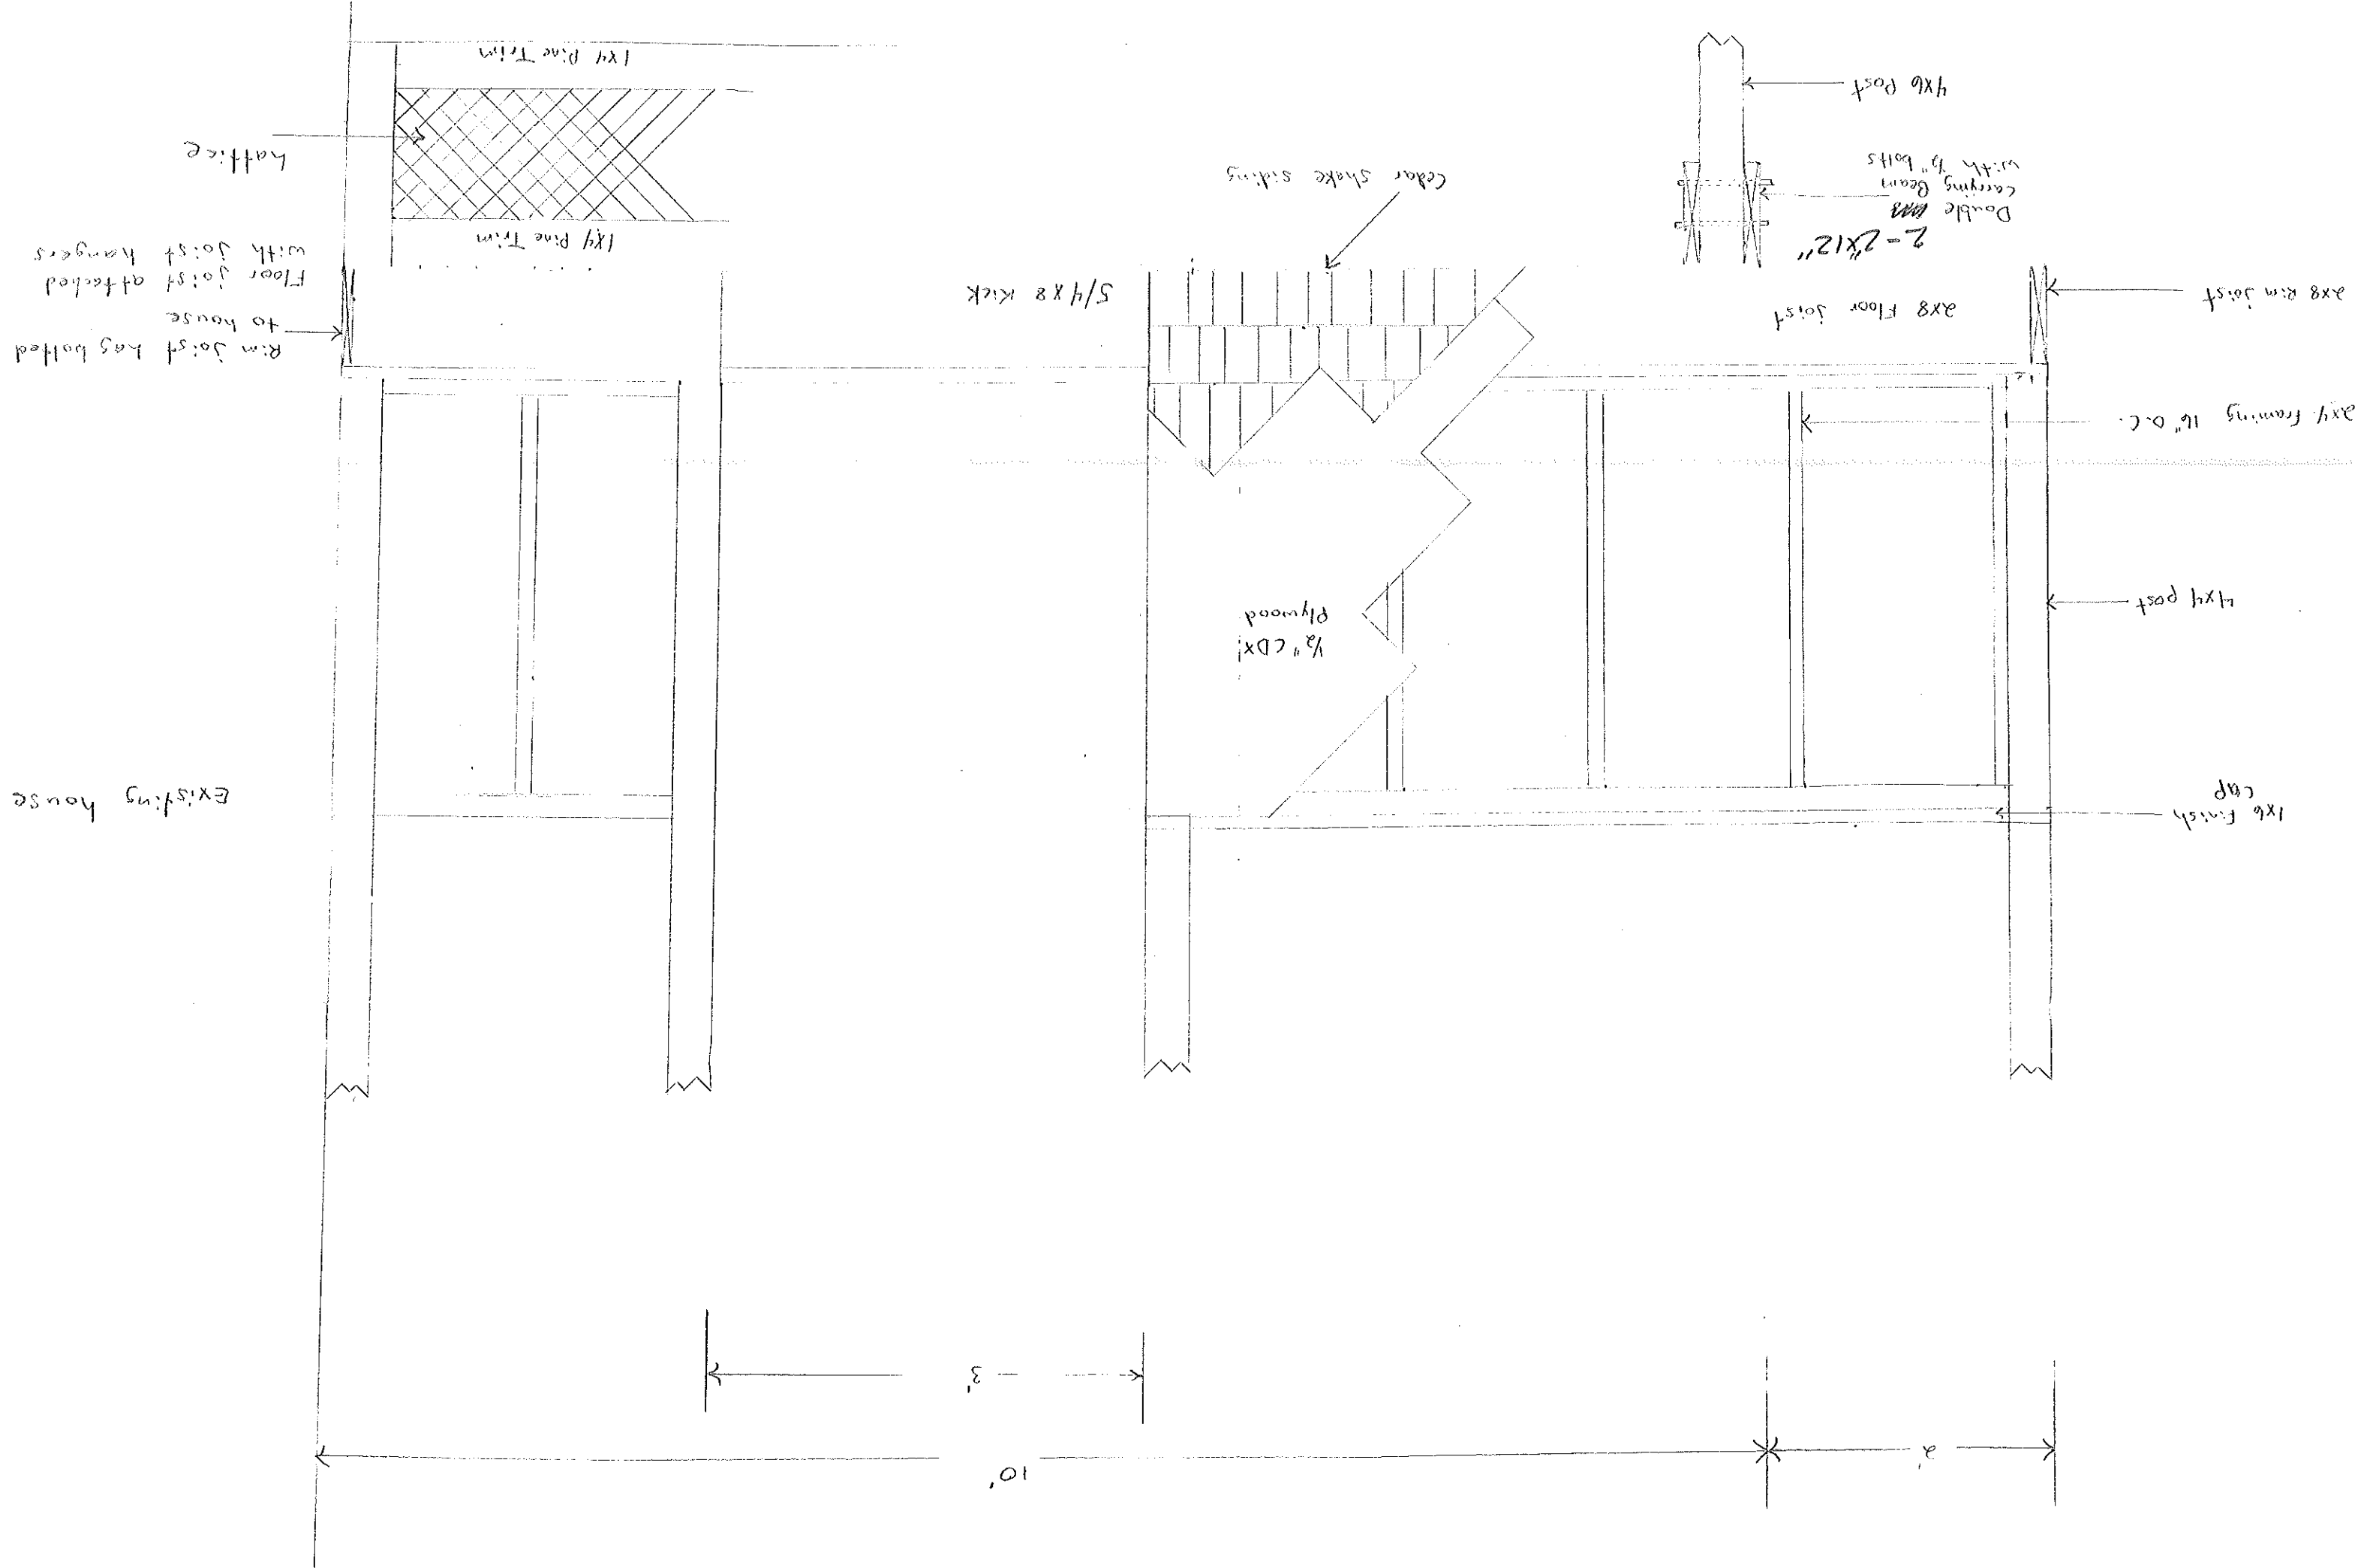 2'
10'
3'
1x6 Finish
cap
Existing house
4x4 post
1/2" CDX
Plywood
2x4 framing 16" O.C.
2x8 Rim joist
2x8 Floor joist
5/4x8 Kick
Rim joist lag bolted
to house
Floor joist attached
with joist hangers
2-2"x12"
Double
Carrying Beam
with 1/2" bolts
Cedar shake siding
1x4 Pine Trim
Lattice
4x6 Post
1x4 Pine Trim